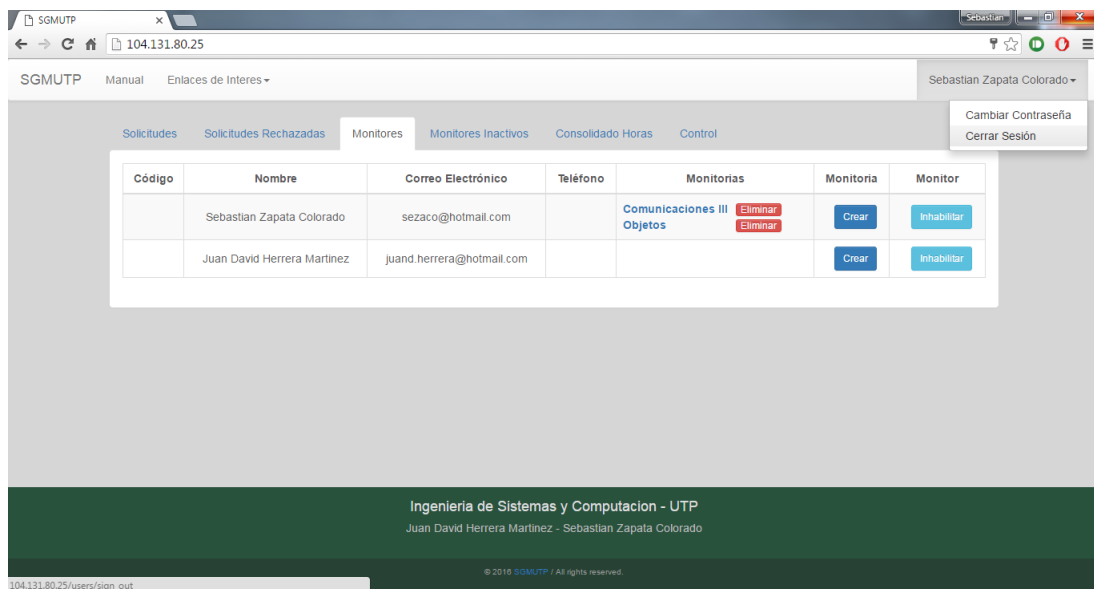 SGMUTP
Sebastian
104.131.80.25
SGMUTP Manual Enlaces de Interes Sebastian Zapata Colorado
Cambiar Contraseña
Cerrar Sesión
Solicitudes Solicitudes Rechazadas Monitores Monitores Inactivos Consolidado Horas Control
Código Nombre Correo Electrónico Teléfono Monitorias Monitoria Monitor
Sebastian Zapata Colorado sezaco@hotmail.com Comunicaciones III Eliminar Crear Inhabilitar
Objetos Eliminar
Juan David Herrera Martinez juand.herrera@hotmail.com Crear Inhabilitar
Ingenieria de Sistemas y Computacion - UTP
Juan David Herrera Martinez - Sebastian Zapata Colorado
© 2016 SGMUTP / All rights reserved.
104.131.80.25/users/sign_out